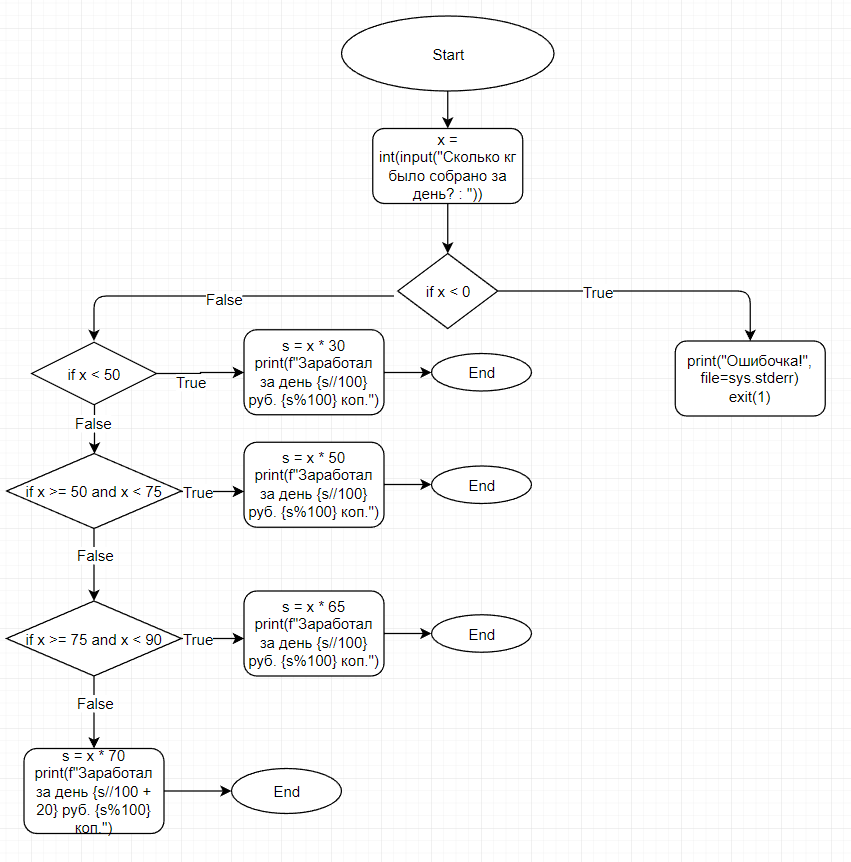 Start
x =
int(input("Сколько кг
было собрано за
день? : "))
if x < 0
False
True
if x < 50
True
s = x * 30
print(f"Заработал
за день {s//100}
руб. {s%100} коп.")
End
print("Ошибочка!",
file=sys.stderr)
exit(1)
False
if x >= 50 and x < 75
True
s = x * 50
print(f"Заработал
за день {s//100}
руб. {s%100} коп.")
End
False
if x >= 75 and x < 90
True
s = x * 65
print(f"Заработал
за день {s//100}
руб. {s%100} коп.")
End
False
s = x * 70
print(f"Заработал
за день {s//100 +
20} руб. {s%100}
коп.")
End